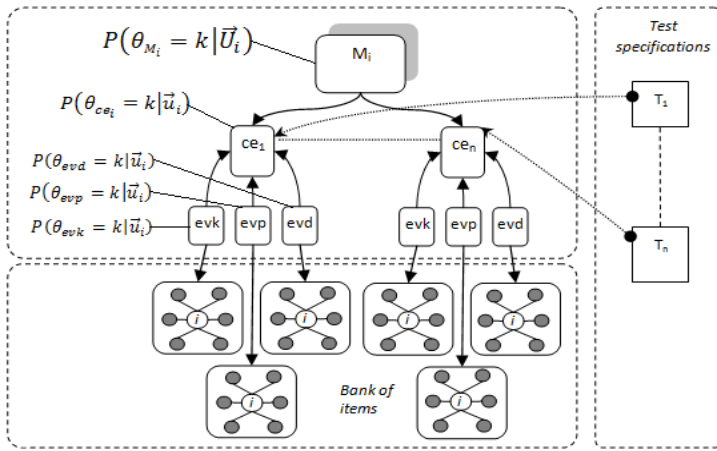 P(θ_{M_i} = k|U⃗_i)
M_i
Test
specifications
P(θ_{ce_i} = k|u⃗_i)
T_1
ce_1
ce_n
P(θ_{evd} = k|u⃗_i)
P(θ_{evp} = k|u⃗_i)
P(θ_{evk} = k|u⃗_i)
evk evp evd
evk evp evd
T_n
i i i i
i i
Bank of
items